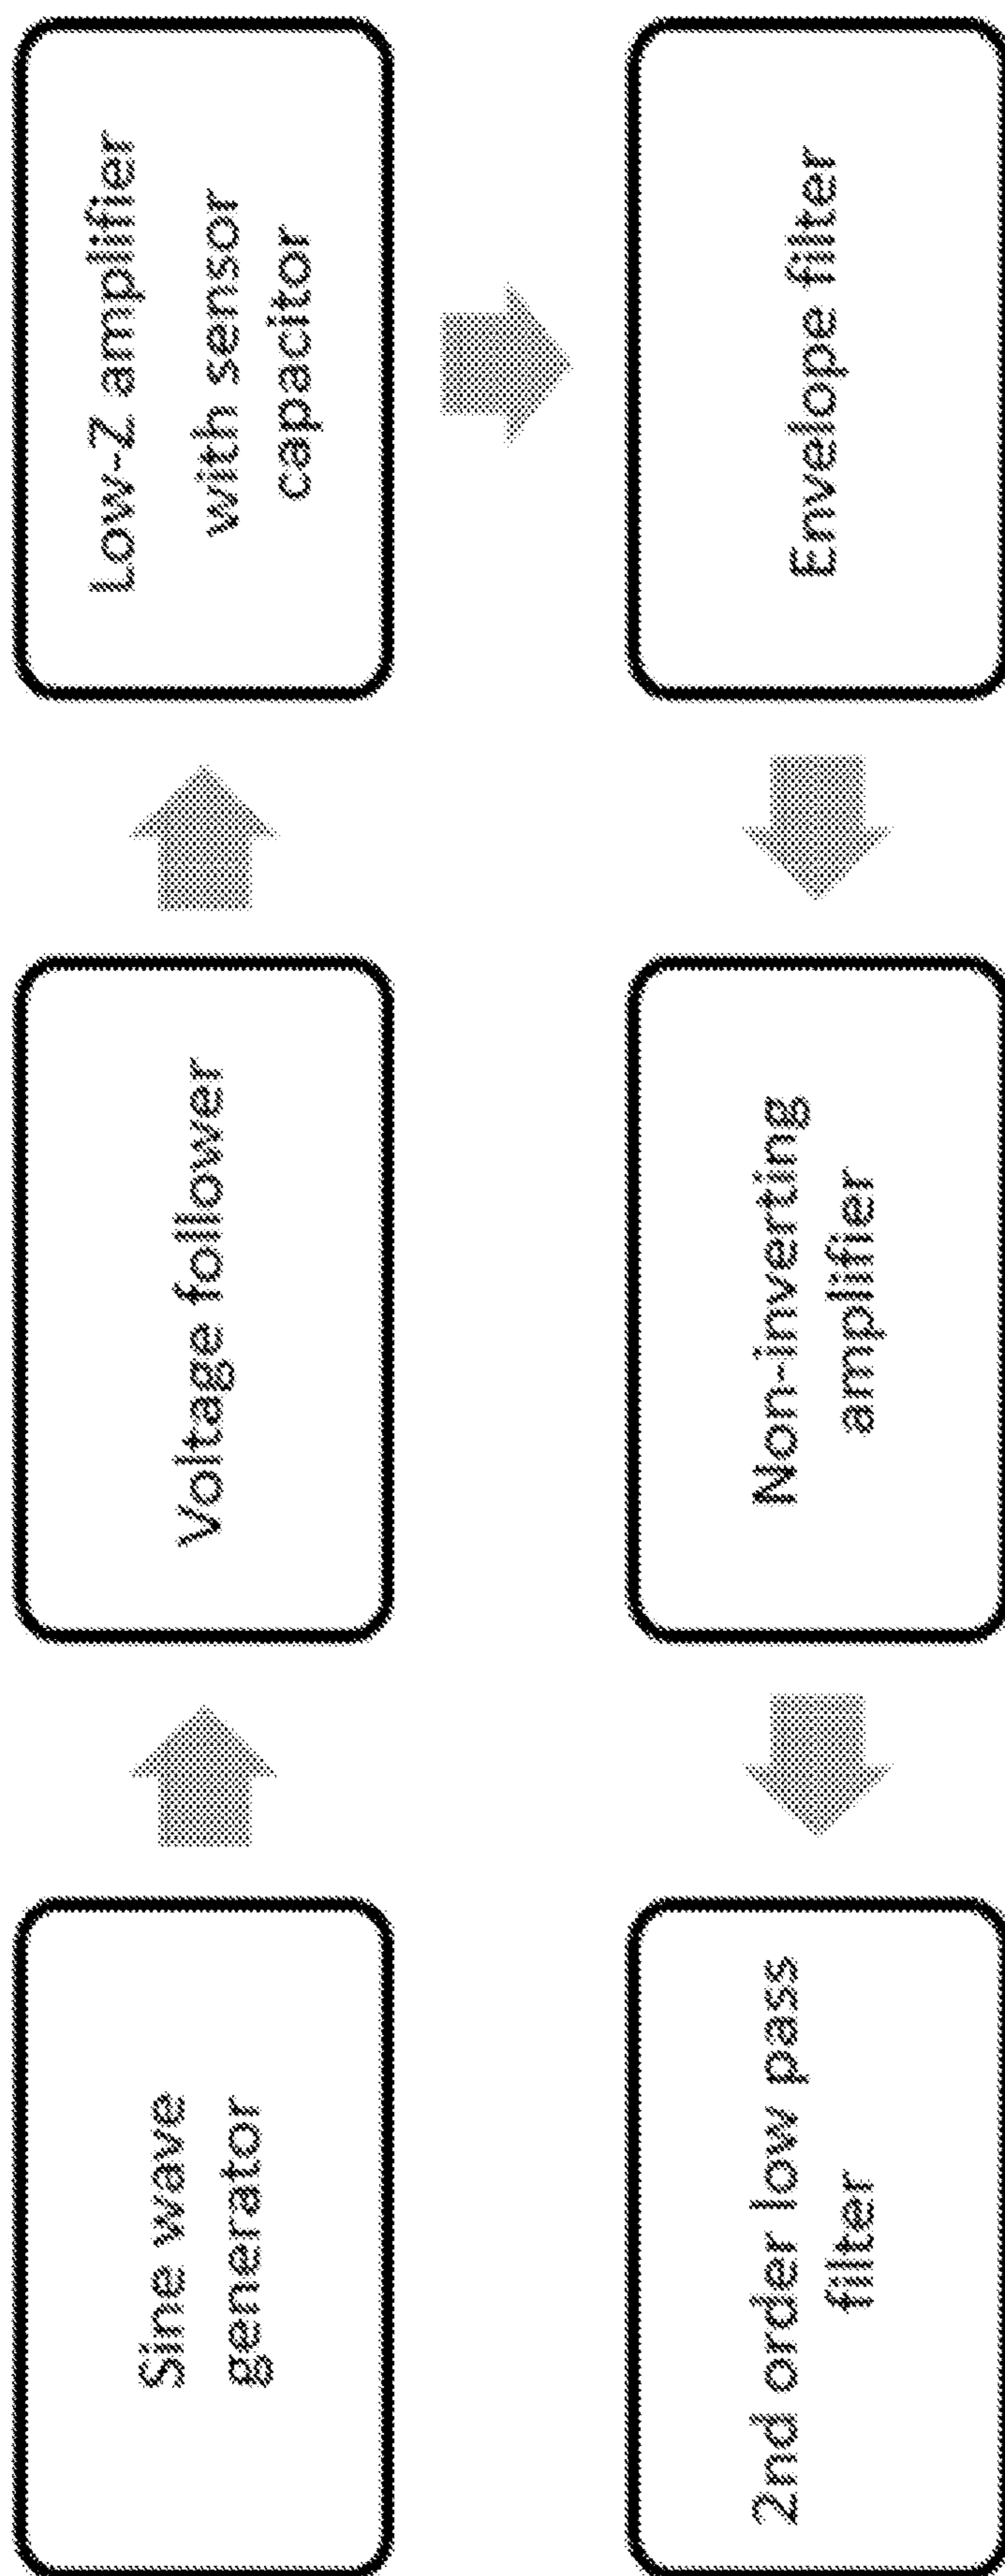 Sine wave
generator
Voltage follower
Low-Z amplifier
with sensor
capacitor
Envelope filter
Non-inverting
amplifier
2nd order low pass
filter